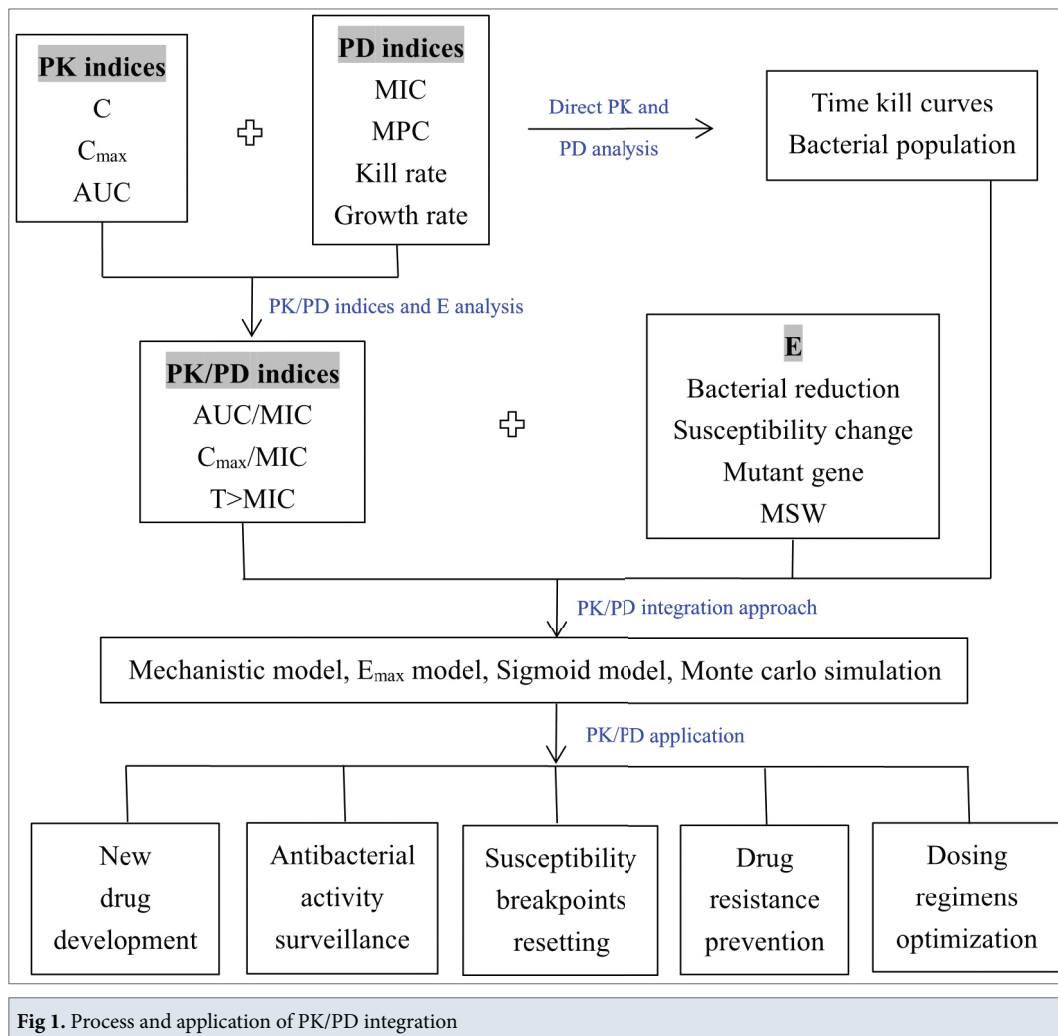 PK indices
C
Cmax
AUC
PD indices
MIC
MPC
Kill rate
Growth rate
Direct PK and
PD analysis
Time kill curves
Bacterial population
PK/PD indices and E analysis
PK/PD indices
AUC/MIC
Cmax/MIC
T>MIC
E
Bacterial reduction
Susceptibility change
Mutant gene
MSW
PK/PD integration approach
Mechanistic model, Emax model, Sigmoid model, Monte carlo simulation
PK/PD application
New
drug
development
Antibacterial
activity
surveillance
Susceptibility
breakpoints
resetting
Drug
resistance
prevention
Dosing
regimens
optimization
Fig 1. Process and application of PK/PD integration